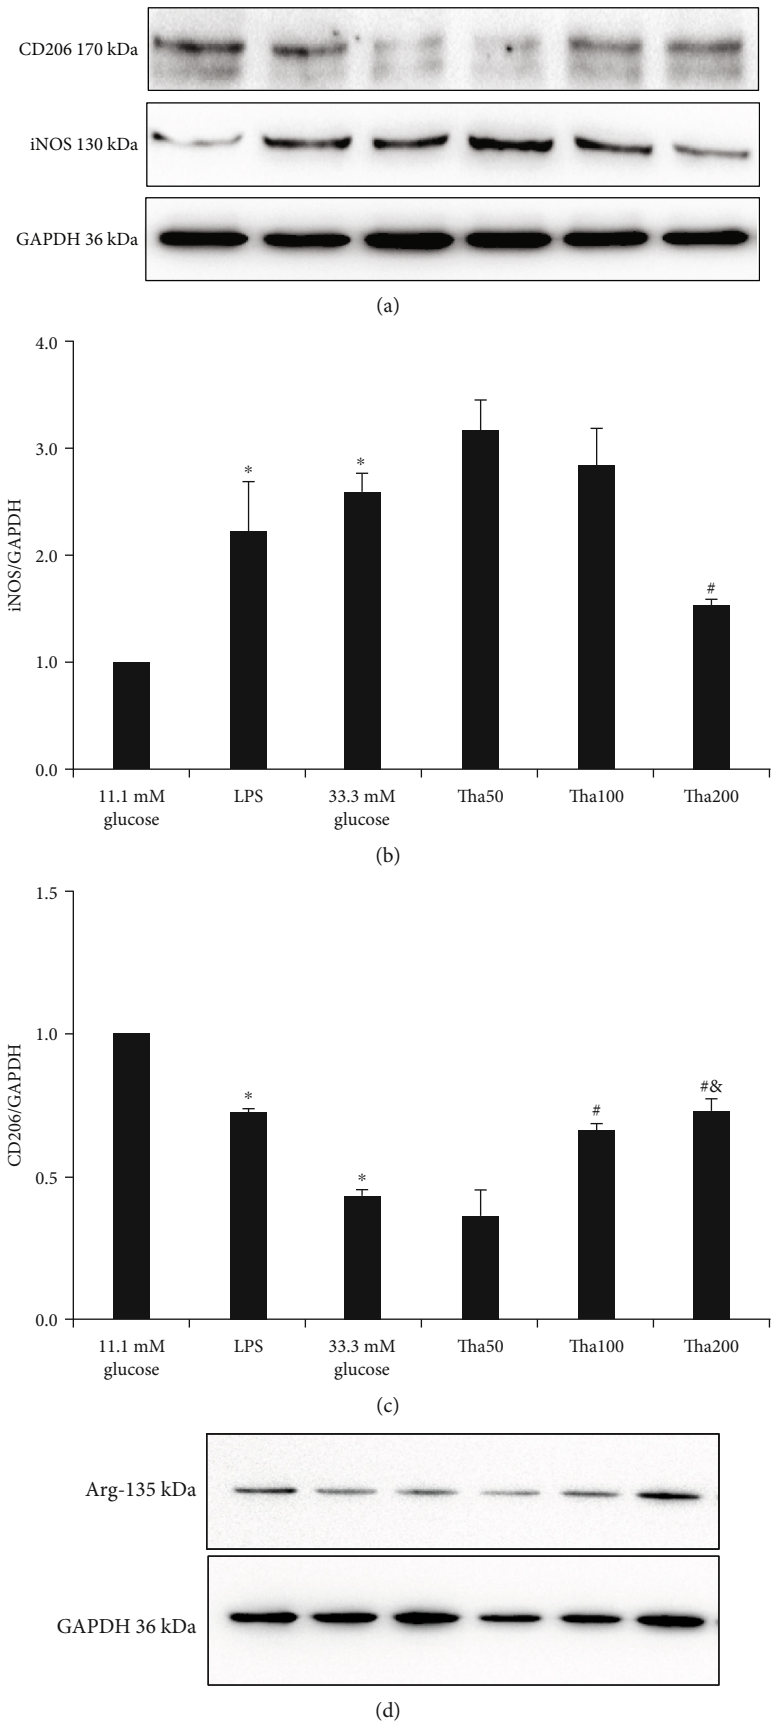 CD206 170 kDa
iNOS 130 kDa
GAPDH 36 kDa
(a)
4.0
3.0
2.0
1.0
0.0
iNOS/GAPDH
*
*
#
11.1 mM
glucose
LPS
33.3 mM
glucose
Tha50
Tha100
Tha200
(b)
1.5
1.0
0.5
0.0
CD206/GAPDH
*
*
#
#&
11.1 mM
glucose
LPS
33.3 mM
glucose
Tha50
Tha100
Tha200
(c)
Arg-135 kDa
GAPDH 36 kDa
(d)